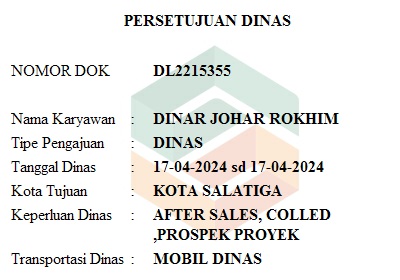 PERSETUJUAN DINAS
NOMOR DOK DL2215355
Nama Karyawan : DINAR JOHAR ROKHIM
Tipe Pengajuan : DINAS
Tanggal Dinas : 17-04-2024 sd 17-04-2024
Kota Tujuan : KOTA SALATIGA
Keperluan Dinas : AFTER SALES, COLLED
,PROSPEK PROYEK
Transportasi Dinas : MOBIL DINAS